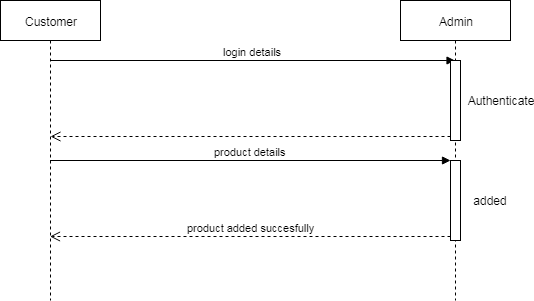 Customer
Admin
login details
Authenticate
product details
added
product added succesfully